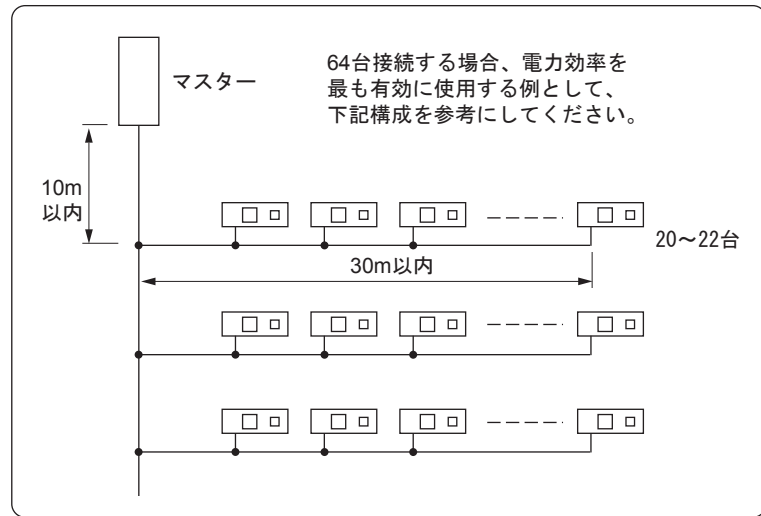 マスター
64台接続する場合、電力効率を
最も有効に使用する例として、
下記構成を参考にしてください。
10m
以内
20～22台
30m以内